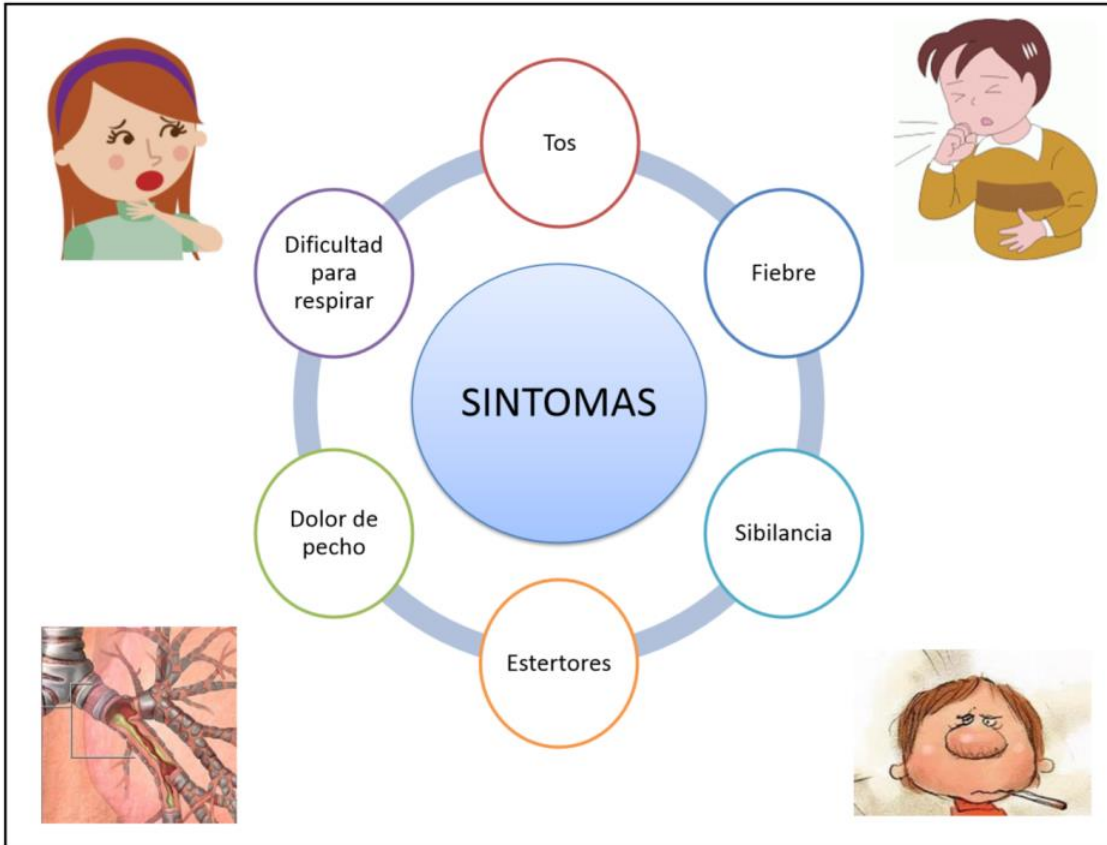 Tos
Fiebre
Sibilancia
Estertores
Dolor de
pecho
Dificultad
para
respirar
SINTOMAS